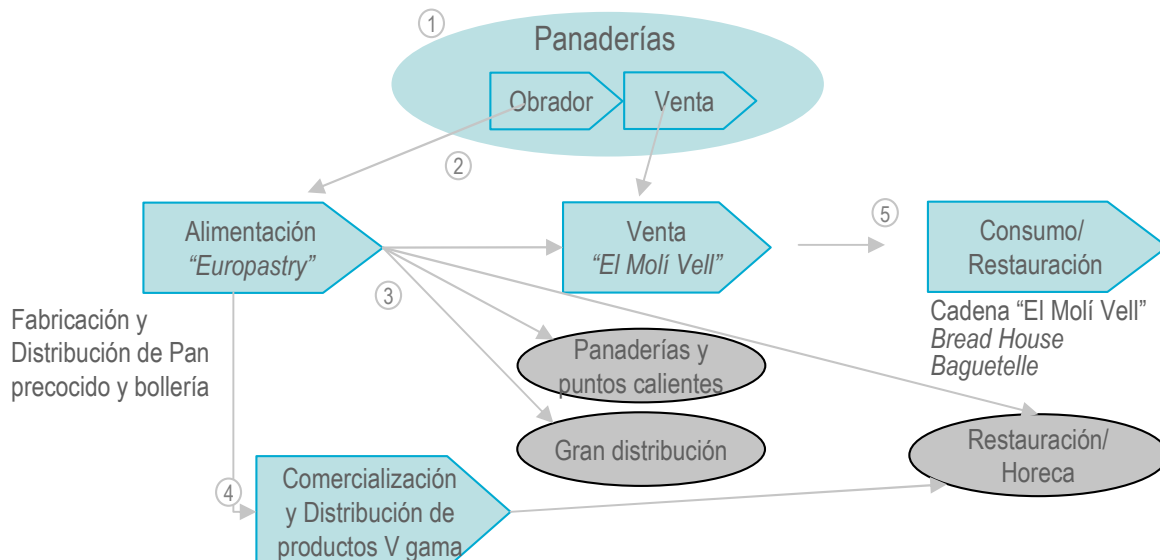 ①
Panaderías
Obrador
Venta
②
Alimentación
“Europastry”
Venta
“El Molí Vell”
⑤
Consumo/
Restauración
③
Fabricación y
Distribución de Pan
precocido y bollería
Cadena “El Molí Vell”
Bread House
Baguetelle
Panaderías y
puntos calientes
Gran distribución
Restauración/
Horeca
④
Comercialización
y Distribución de
productos V gama